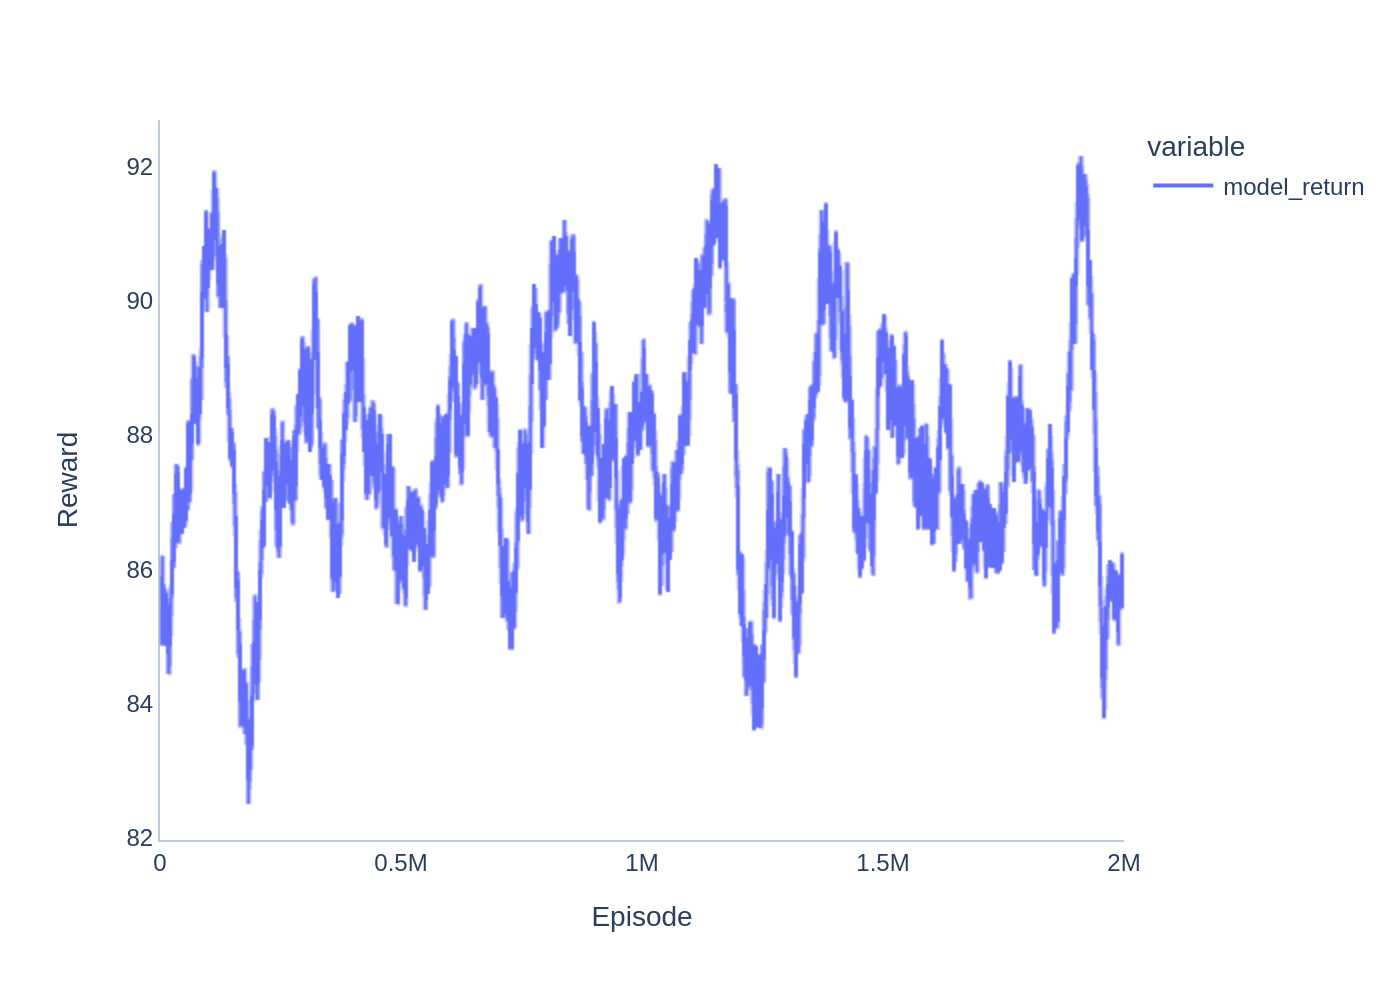 variable
model_return
92
90
88
86
84
82
Reward
0
0.5M
1M
1.5M
2M
Episode